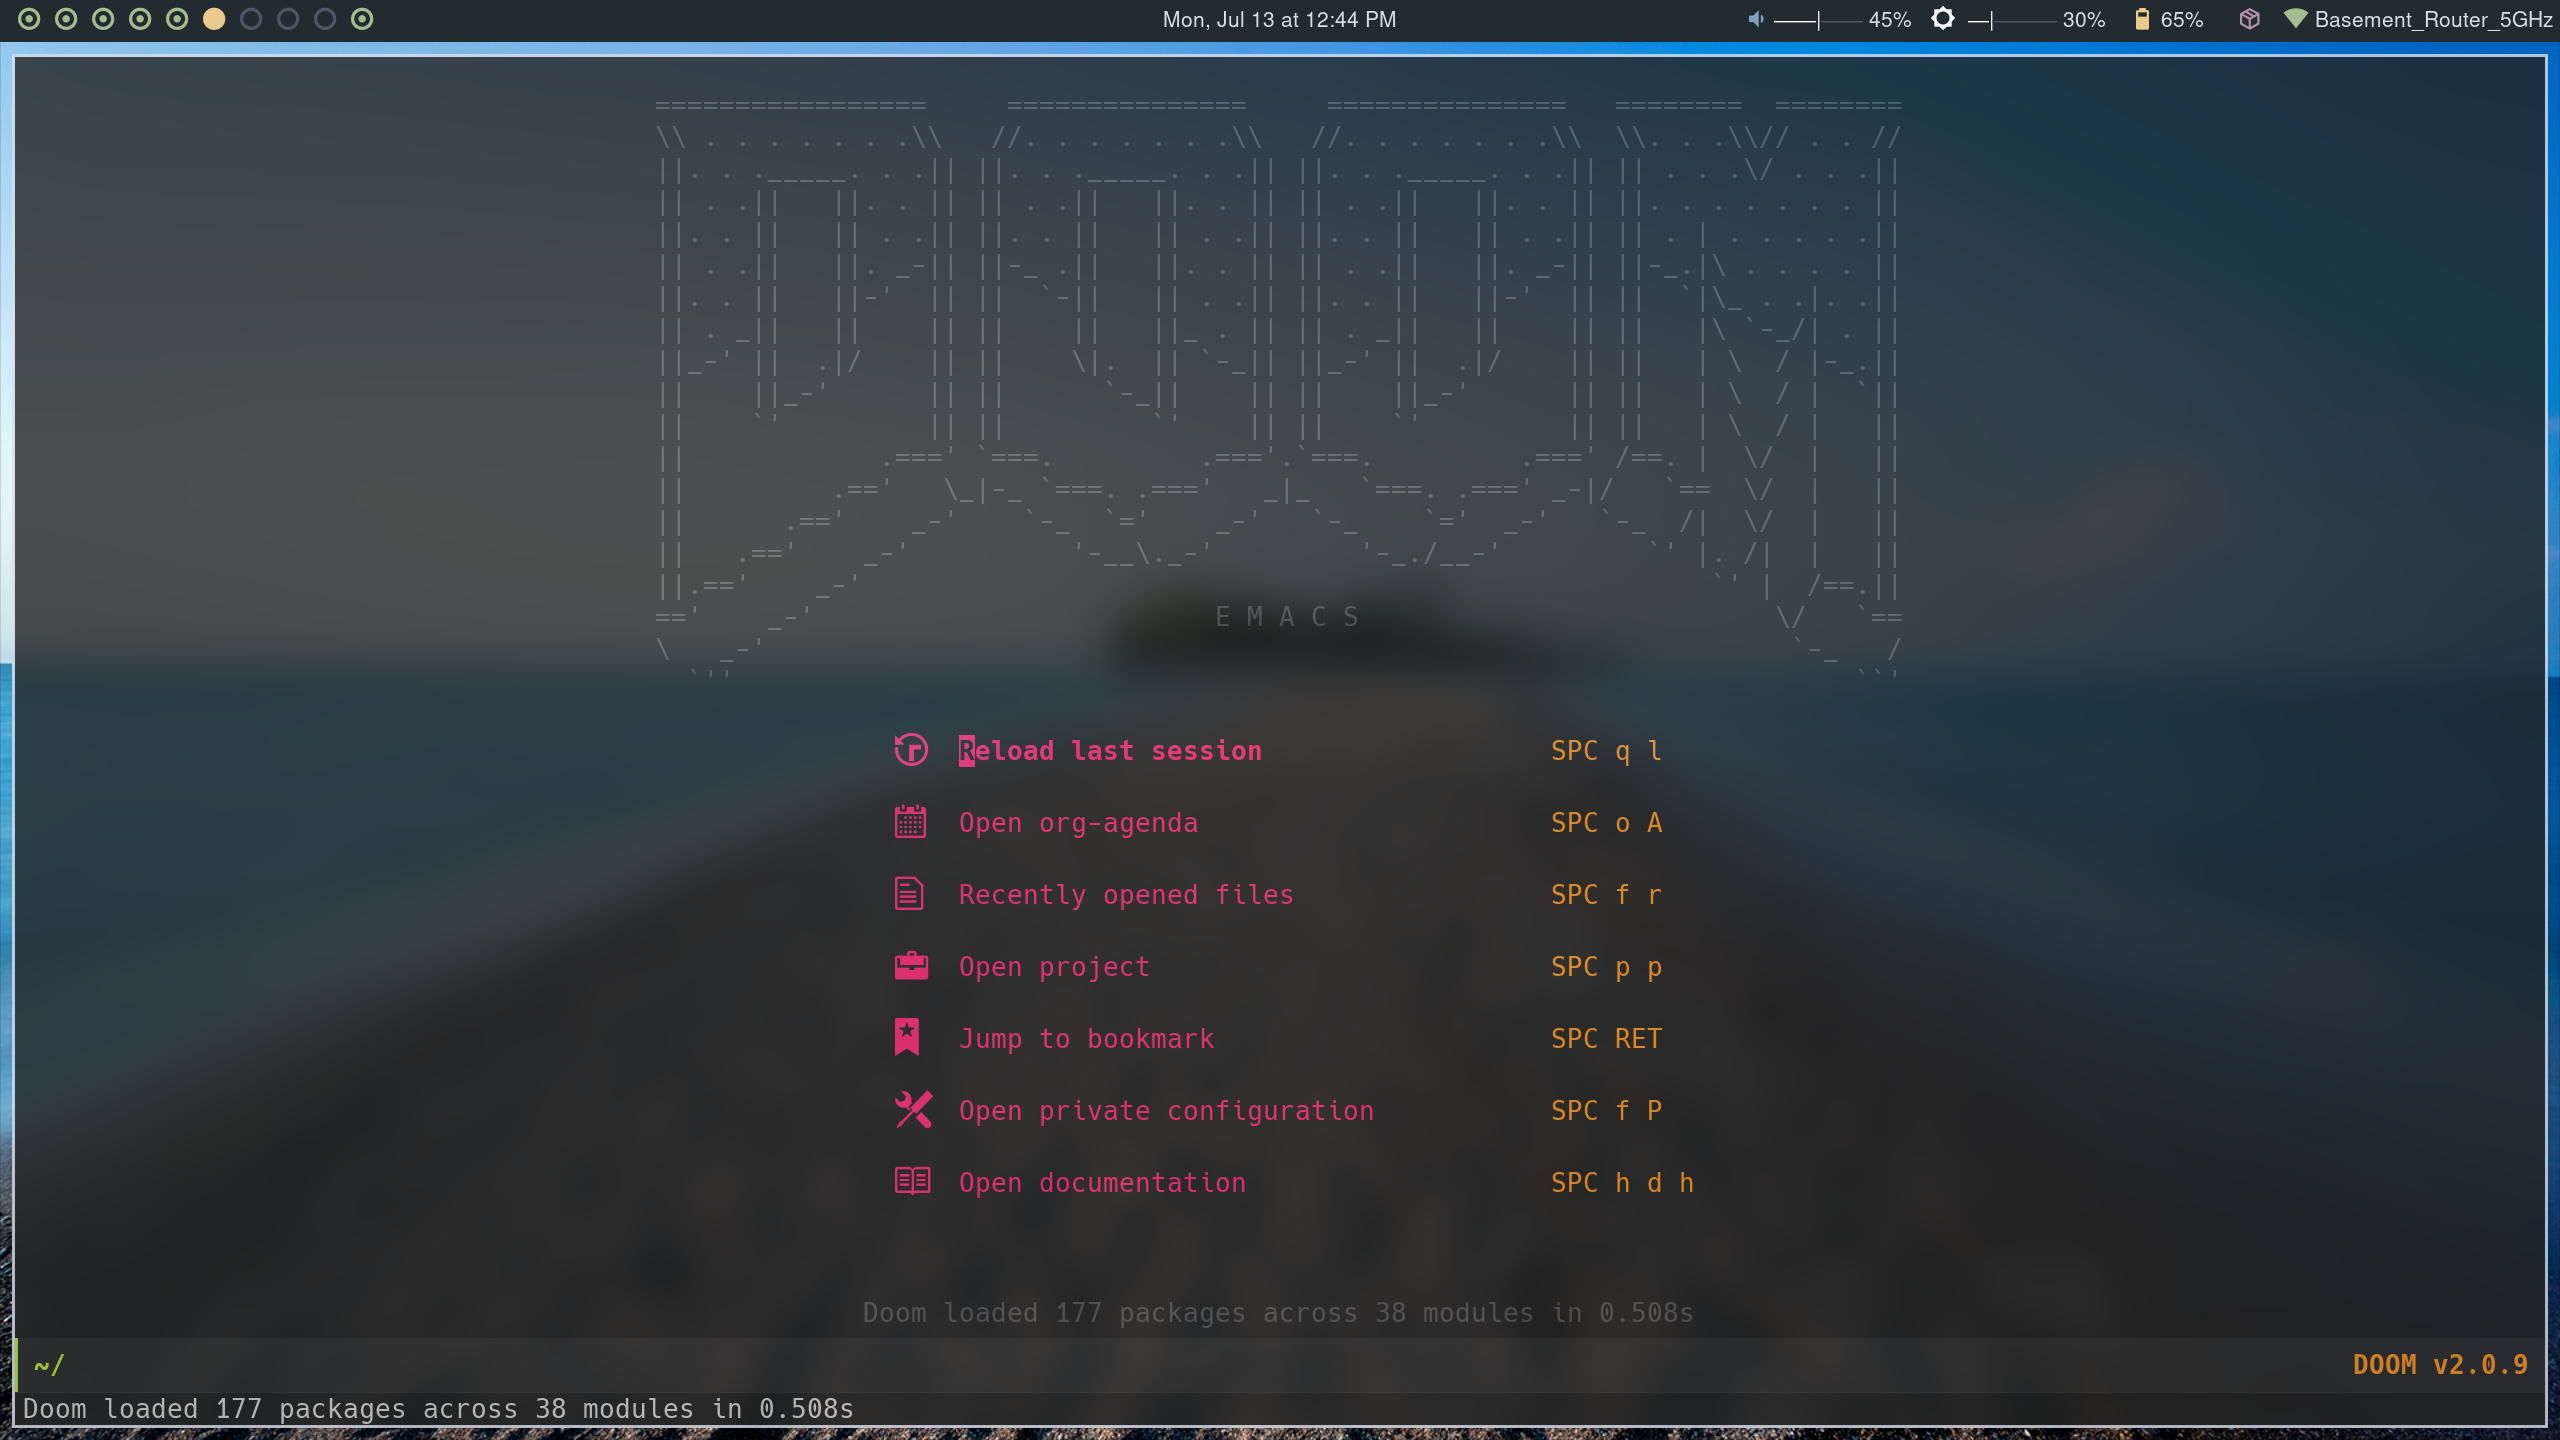 Mon, Jul 13 at 12:44 PM 45% 30% 65% Basement_Router_5GHz
E M A C S
Reload last session SPC q l
Open org-agenda SPC o A
Recently opened files SPC f r
Open project SPC p p
Jump to bookmark SPC RET
Open private configuration SPC f P
Open documentation SPC h d h
Doom loaded 177 packages across 38 modules in 0.508s
~/ DOOM v2.0.9
Doom loaded 177 packages across 38 modules in 0.508s